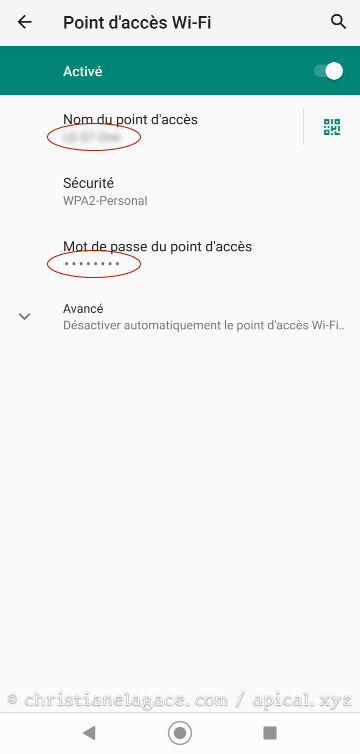 Point d'accès Wi-Fi
Activé
Nom du point d'accès
Sécurité
WPA2-Personal
Mot de passe du point d'accès
••••••••
Avancé
Désactiver automatiquement le point d'accès Wi-Fi..
© christianelagace.com / apical.xyz